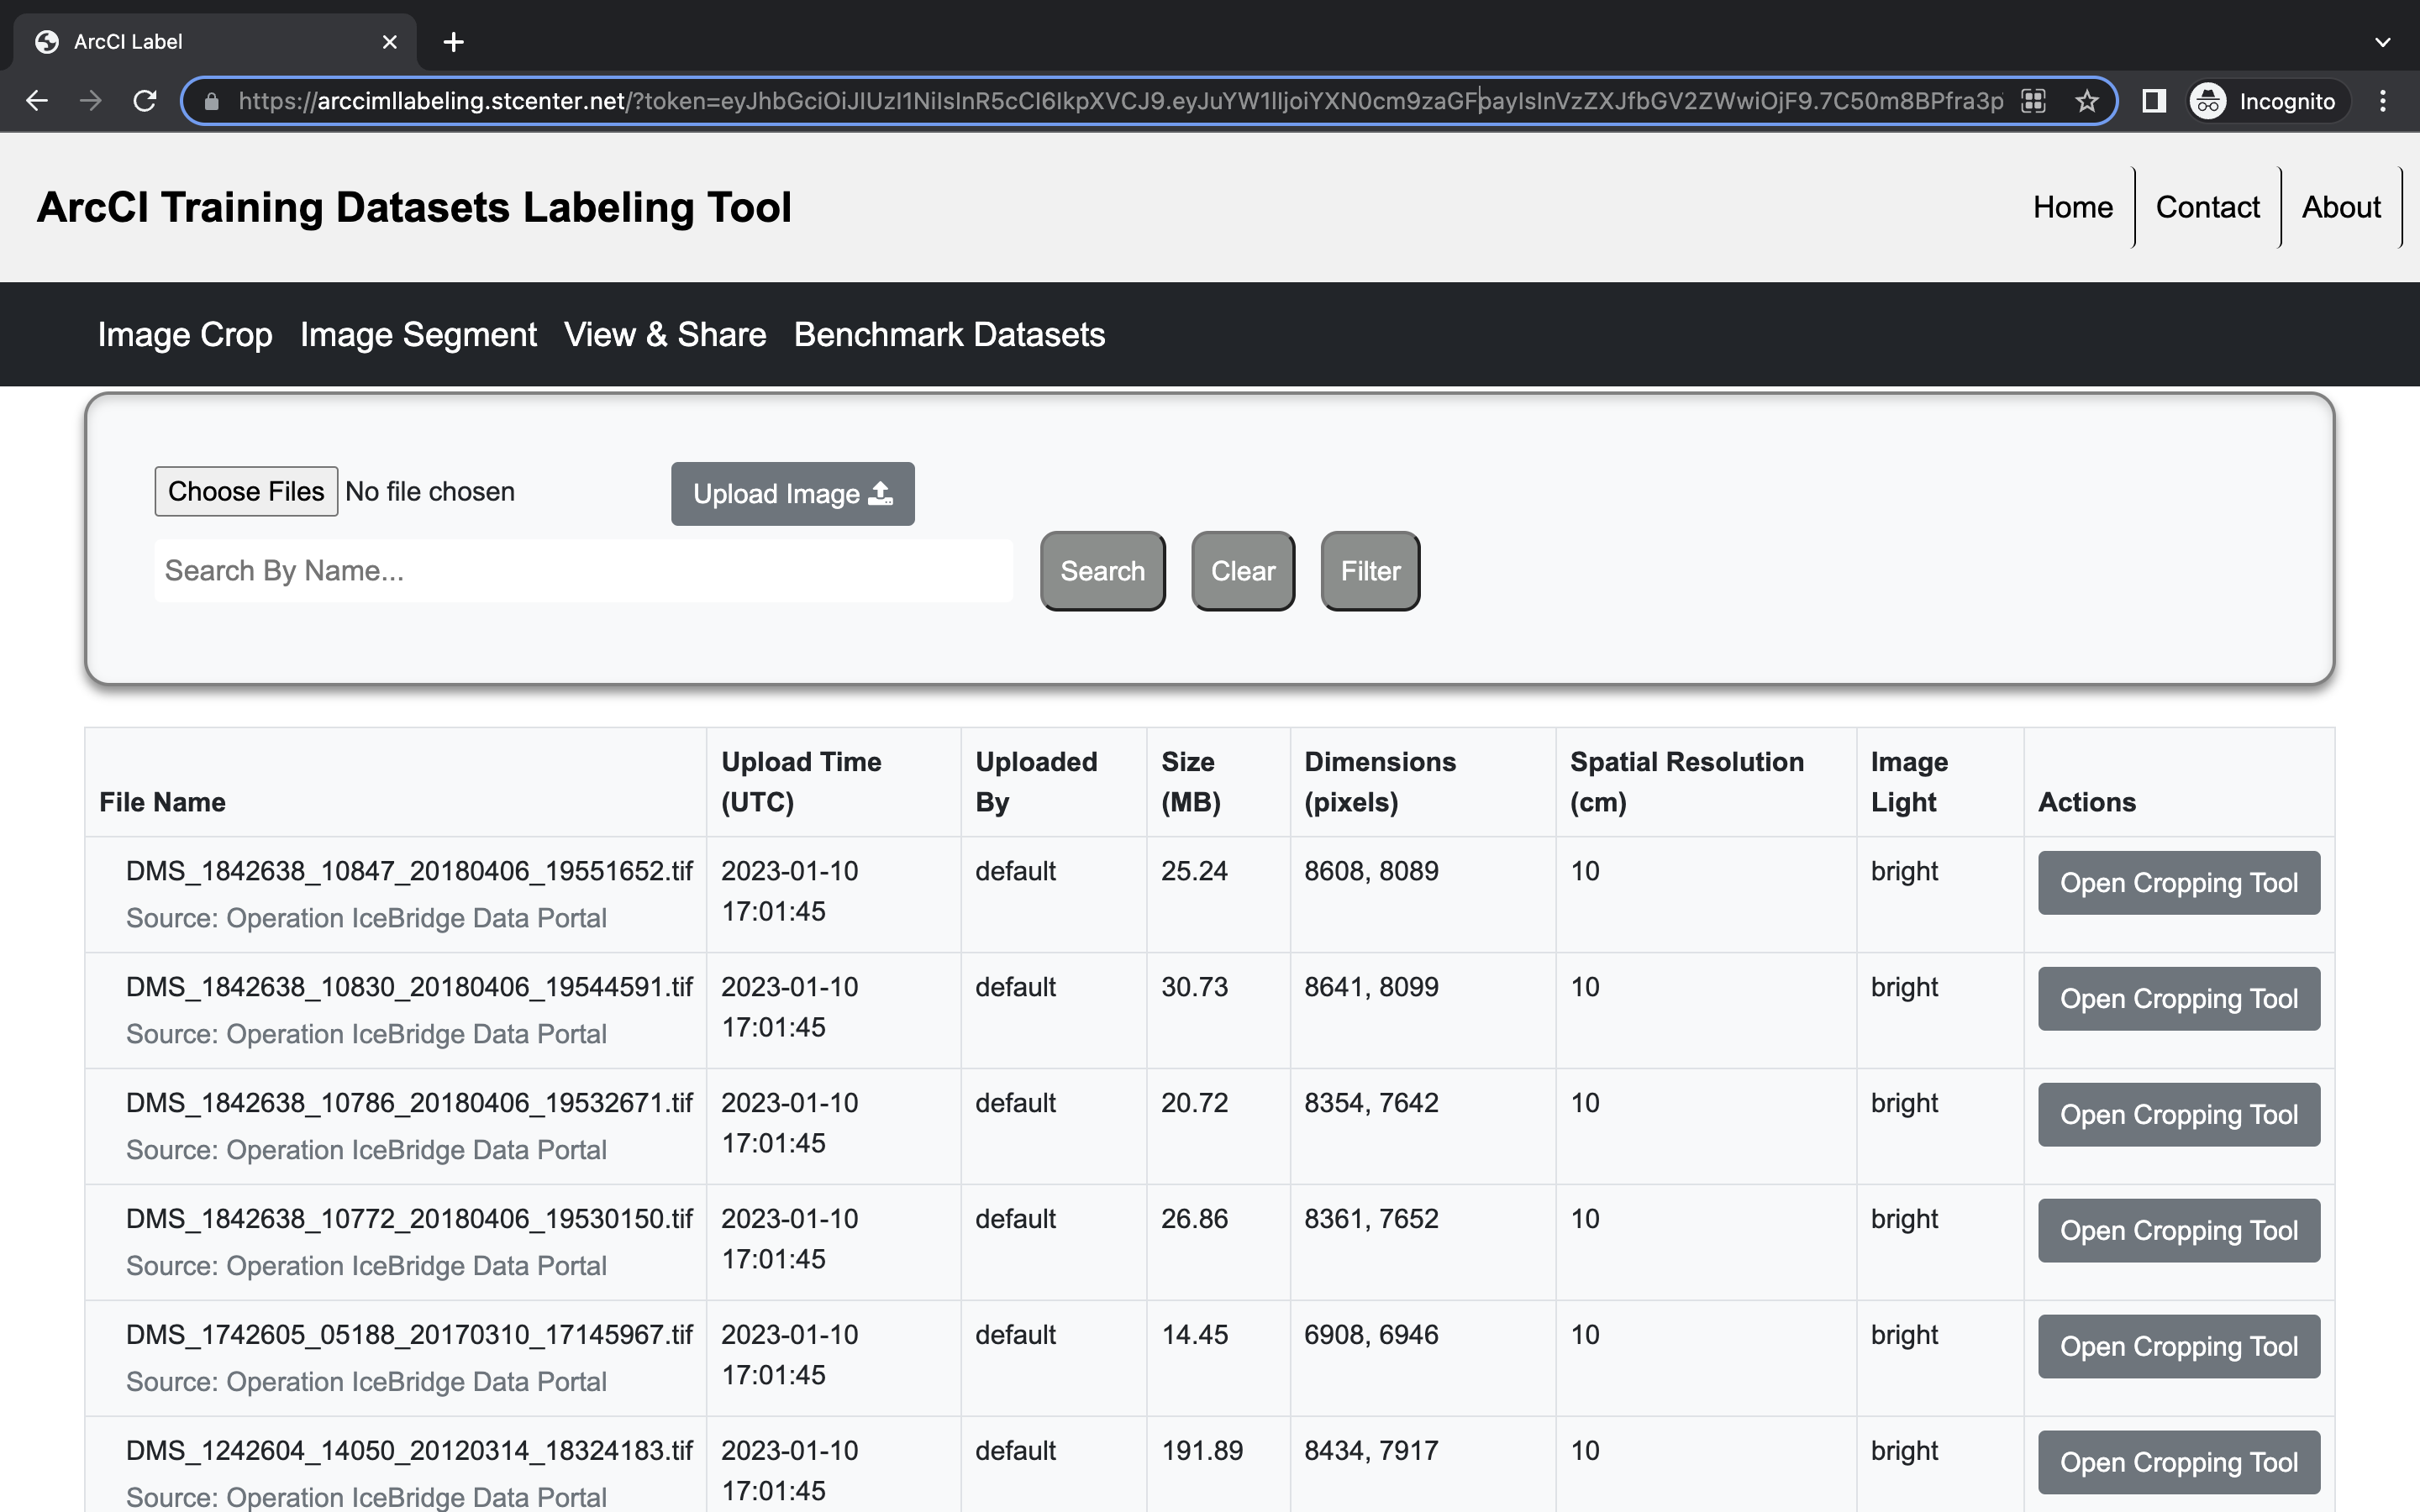 ArcCI Label
https://arccimllabeling.stcenter.net/?token=eyJhbGciOiJIUzI1NiIsInR5cCI6IkpXVCJ9.eyJuYW1lIjoiYXN0cm9zaGFpayIsInVzZXJfbGV2ZWwiOjF9.7C50m8BPfra3p
Incognito
ArcCI Training Datasets Labeling Tool
Home Contact About
Image Crop Image Segment View & Share Benchmark Datasets
Choose Files No file chosen Upload Image
Search By Name... Search Clear Filter
File Name Upload Time (UTC) Uploaded By Size (MB) Dimensions (pixels) Spatial Resolution (cm) Image Light Actions
DMS_1842638_10847_20180406_19551652.tif 2023-01-10 default 25.24 8608, 8089 10 bright Open Cropping Tool
Source: Operation IceBridge Data Portal 17:01:45
DMS_1842638_10830_20180406_19544591.tif 2023-01-10 default 30.73 8641, 8099 10 bright Open Cropping Tool
Source: Operation IceBridge Data Portal 17:01:45
DMS_1842638_10786_20180406_19532671.tif 2023-01-10 default 20.72 8354, 7642 10 bright Open Cropping Tool
Source: Operation IceBridge Data Portal 17:01:45
DMS_1842638_10772_20180406_19530150.tif 2023-01-10 default 26.86 8361, 7652 10 bright Open Cropping Tool
Source: Operation IceBridge Data Portal 17:01:45
DMS_1742605_05188_20170310_17145967.tif 2023-01-10 default 14.45 6908, 6946 10 bright Open Cropping Tool
Source: Operation IceBridge Data Portal 17:01:45
DMS_1242604_14050_20120314_18324183.tif 2023-01-10 default 191.89 8434, 7917 10 bright Open Cropping Tool
Source: Operation IceBridge Data Portal 17:01:45